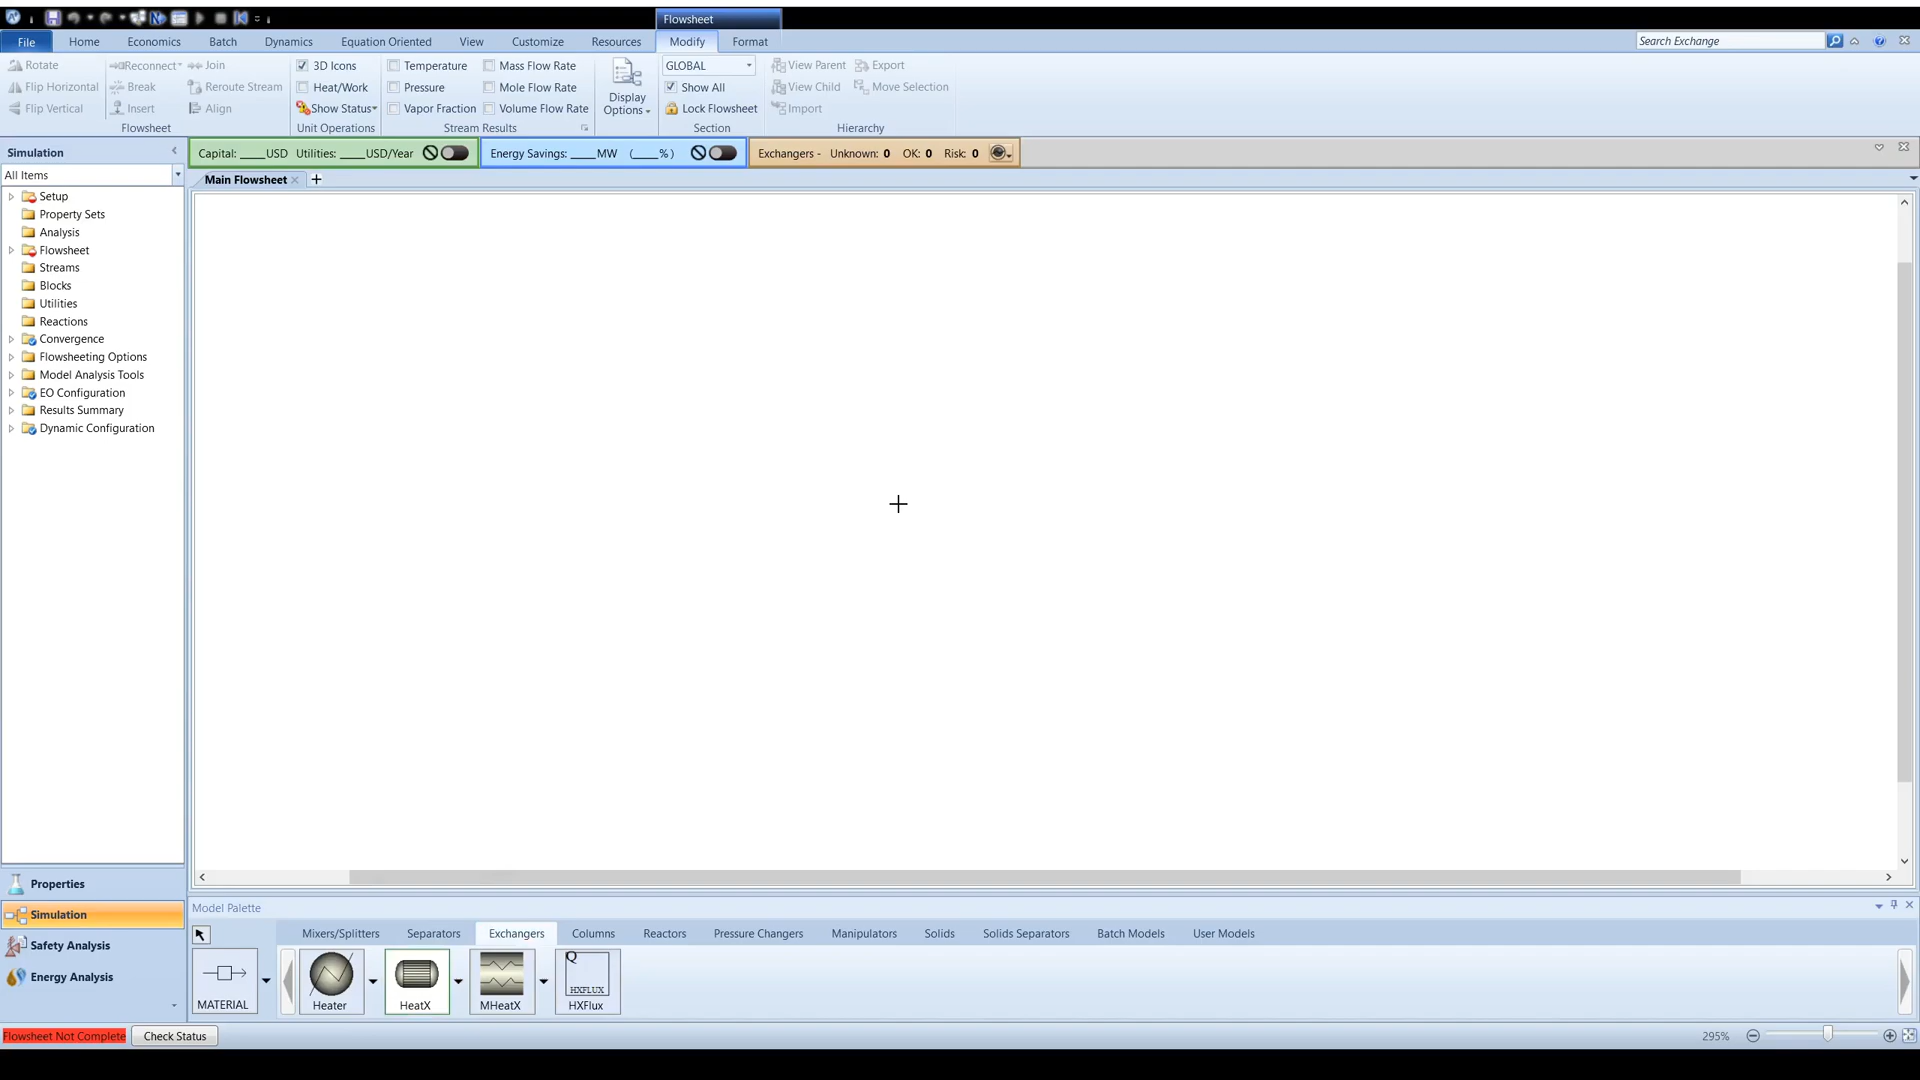 Flowsheet
File Home Economics Batch Dynamics Equation Oriented View Customize Resources Modify Format Search Exchange
Rotate Reconnect Join 3D Icons Temperature Mass Flow Rate GLOBAL View Parent Export
Flip Horizontal Break Reroute Stream Heat/Work Pressure Mole Flow Rate Show All View Child Move Selection
Flip Vertical Insert Align Show Status Vapor Fraction Volume Flow Rate Display Options Lock Flowsheet Import
Flowsheet Unit Operations Stream Results Section Hierarchy
Simulation
Capital: ____USD Utilities: ____USD/Year Energy Savings: ____MW (____%) Exchangers - Unknown: 0 OK: 0 Risk: 0
All Items
Main Flowsheet +
Setup
Property Sets
Analysis
Flowsheet
Streams
Blocks
Utilities
Reactions
Convergence
Flowsheeting Options
Model Analysis Tools
EO Configuration
Results Summary
Dynamic Configuration
Properties
Simulation
Safety Analysis
Energy Analysis
Model Palette
Mixers/Splitters Separators Exchangers Columns Reactors Pressure Changers Manipulators Solids Solids Separators Batch Models User Models
Q
HXFLUX
MATERIAL Heater HeatX MHeatX HXFlux
Flowsheet Not Complete Check Status 295%